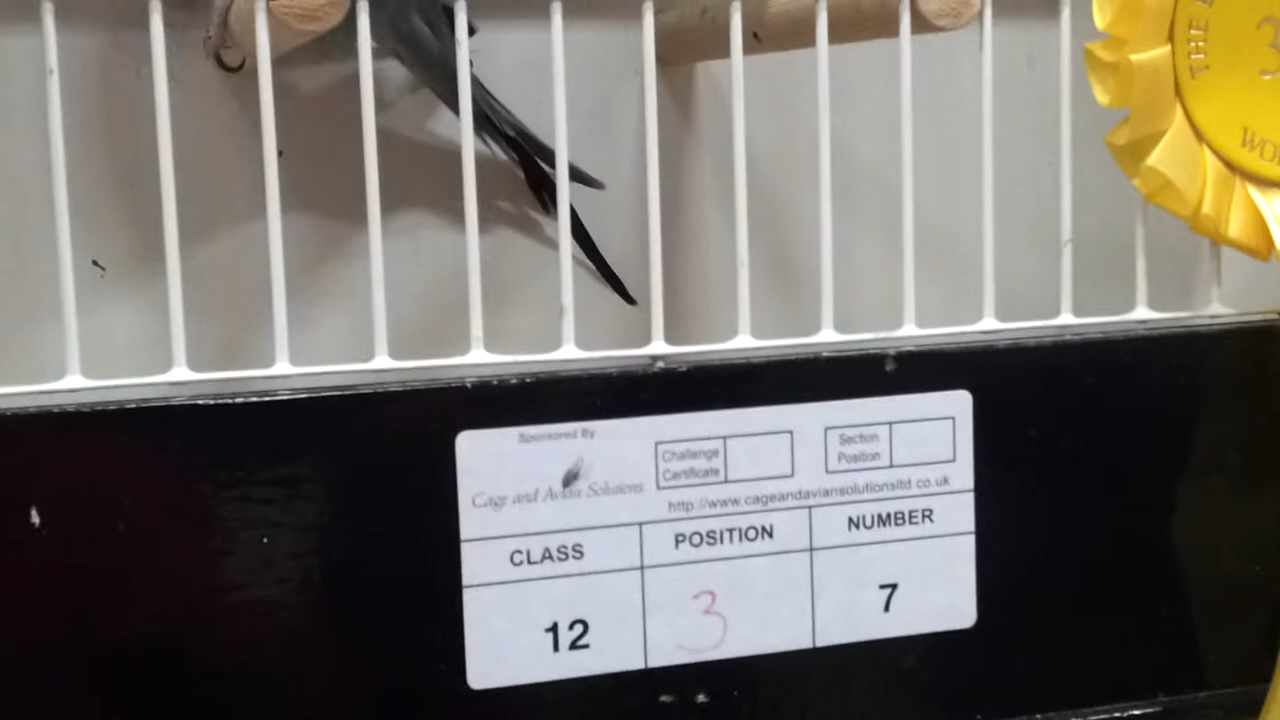 THE
3
WO
Sponsored By
Cage and Avian Solutions
Challenge
Certificate
Section
Position
http://www.cageandaviansolutionsltd.co.uk
CLASS POSITION NUMBER
12 3 7